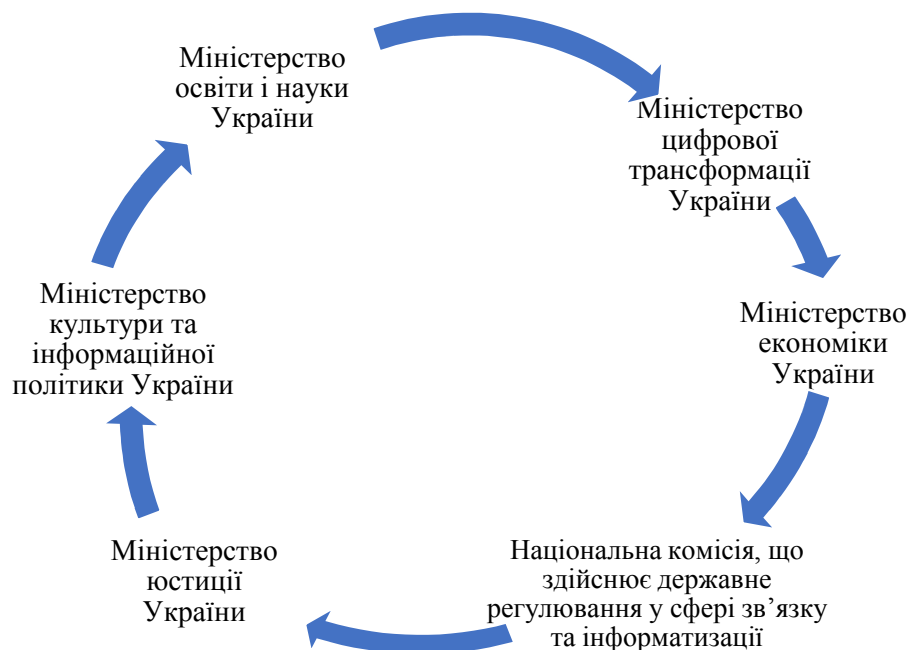 Міністерство
освіти і науки
України
Міністерство
цифрової
трансформації
України
Міністерство
економіки
України
Національна комісія, що
здійснює державне
регулювання у сфері зв’язку
та інформатизації
Міністерство
юстиції
України
Міністерство
культури та
інформаційної
політики України